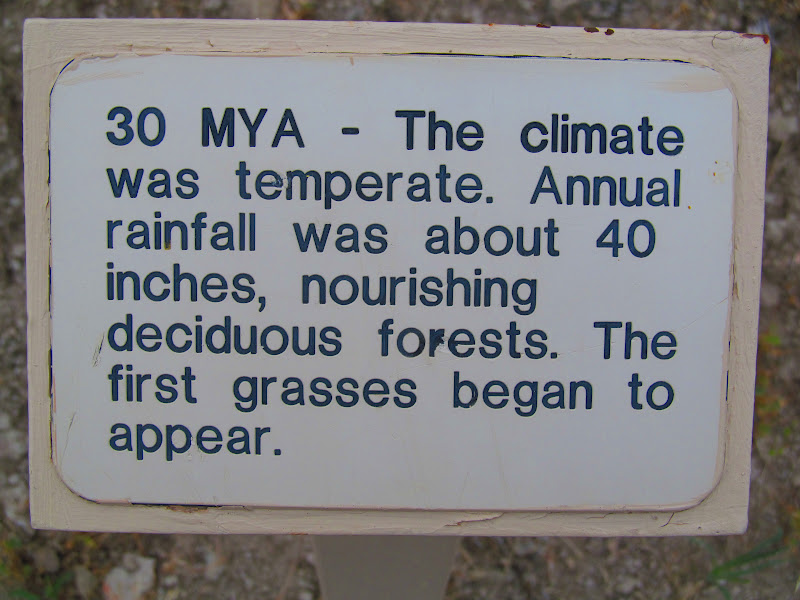 30 MYA - The climate
was temperate. Annual
rainfall was about 40
inches, nourishing
deciduous forests. The
first grasses began to
appear.